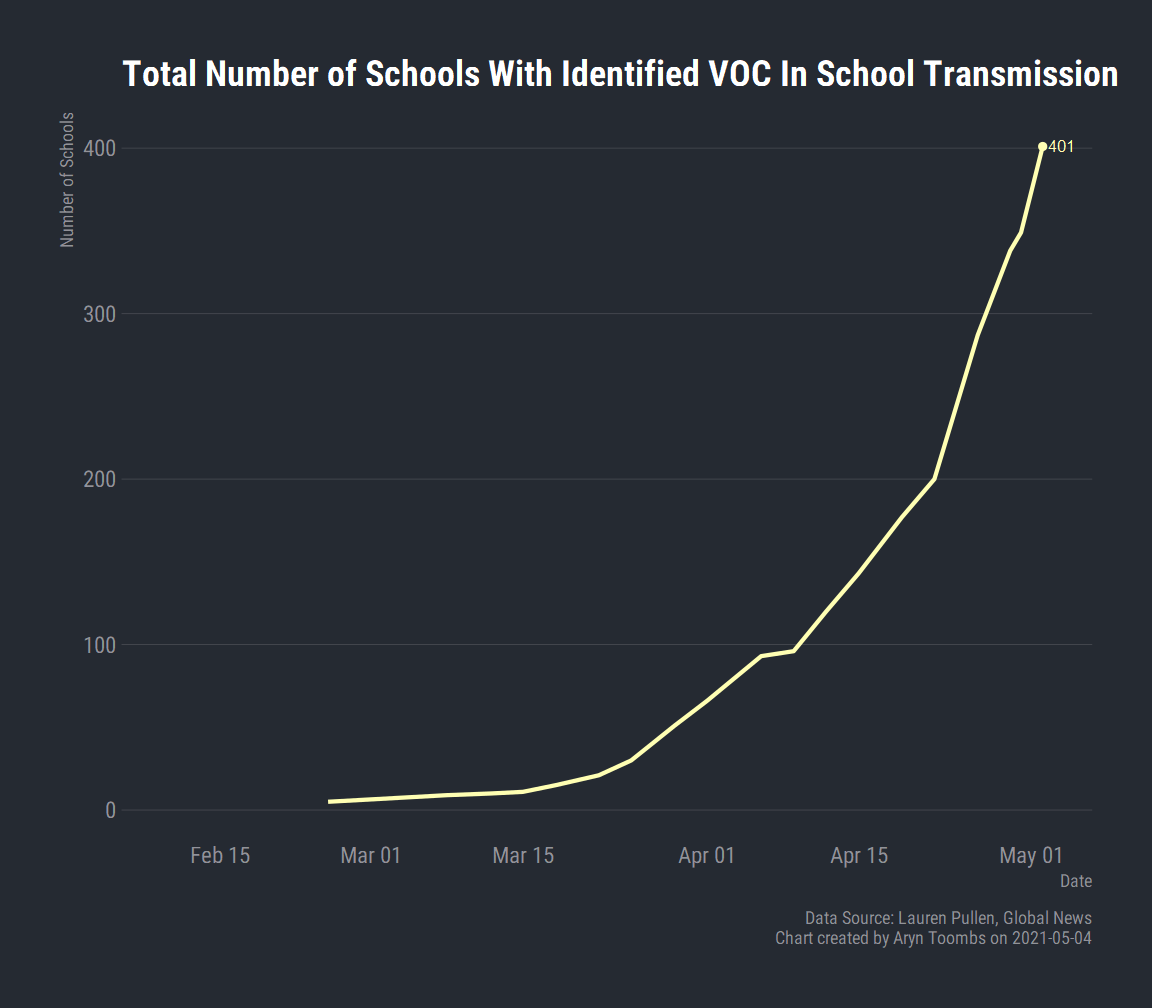 Total Number of Schools With Identified VOC In School Transmission
Number of Schools
400
401
300
200
100
0
Feb 15
Mar 01
Mar 15
Apr 01
Apr 15
May 01
Date
Data Source: Lauren Pullen, Global News
Chart created by Aryn Toombs on 2021-05-04